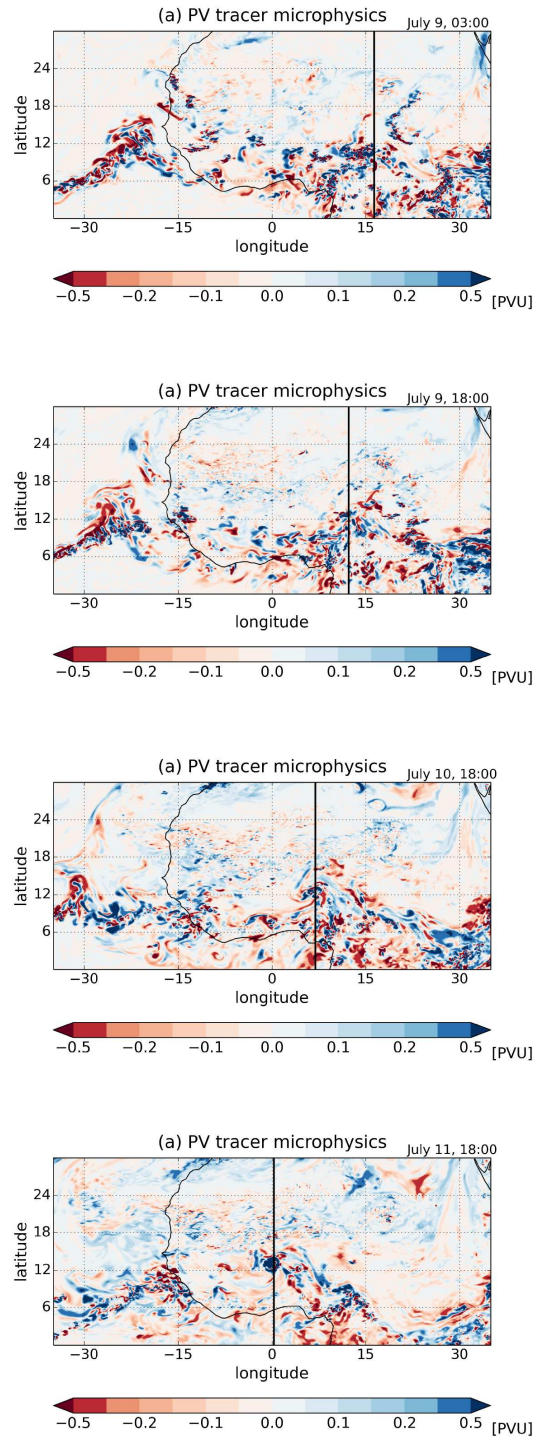 (a) PV tracer microphysics
July 9, 03:00
24
18
12
6
latitude
−30 −15 0 15 30
longitude
−0.5 −0.2 −0.1 0.0 0.1 0.2 0.5 [PVU]
(a) PV tracer microphysics
July 9, 18:00
24
18
12
6
latitude
−30 −15 0 15 30
longitude
−0.5 −0.2 −0.1 0.0 0.1 0.2 0.5 [PVU]
(a) PV tracer microphysics
July 10, 18:00
24
18
12
6
latitude
−30 −15 0 15 30
longitude
−0.5 −0.2 −0.1 0.0 0.1 0.2 0.5 [PVU]
(a) PV tracer microphysics
July 11, 18:00
24
18
12
6
latitude
−30 −15 0 15 30
longitude
−0.5 −0.2 −0.1 0.0 0.1 0.2 0.5 [PVU]